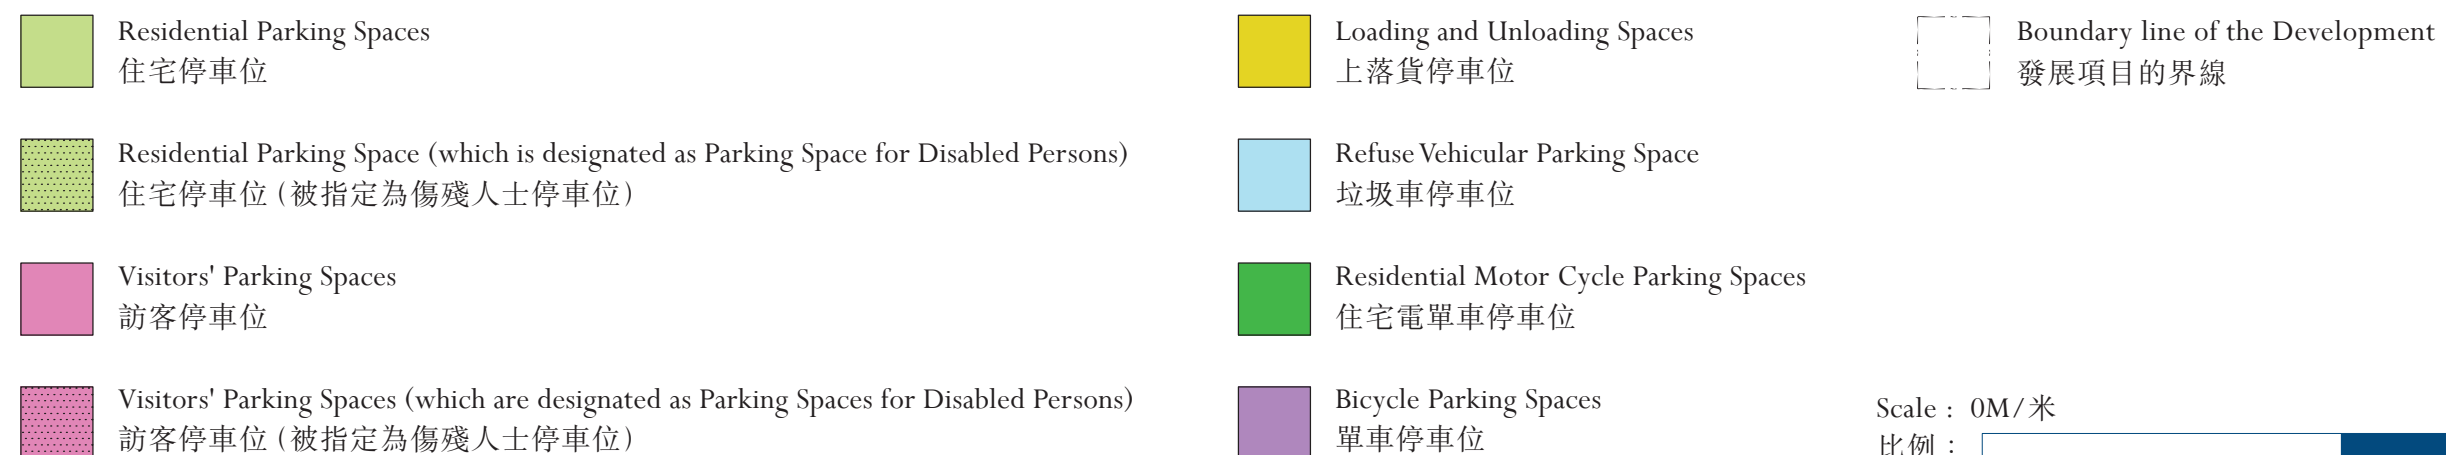 Residential Parking Spaces
住宅停車位
Residential Parking Space (which is designated as Parking Space for Disabled Persons)
住宅停車位 (被指定為傷殘人士停車位)
Visitors' Parking Spaces
訪客停車位
Visitors' Parking Spaces (which are designated as Parking Spaces for Disabled Persons)
訪客停車位 (被指定為傷殘人士停車位)
Loading and Unloading Spaces
上落貨停車位
Refuse Vehicular Parking Space
垃圾車停車位
Residential Motor Cycle Parking Spaces
住宅電單車停車位
Bicycle Parking Spaces
單車停車位
Boundary line of the Development
發展項目的界線
Scale : 0M/米
比例 :